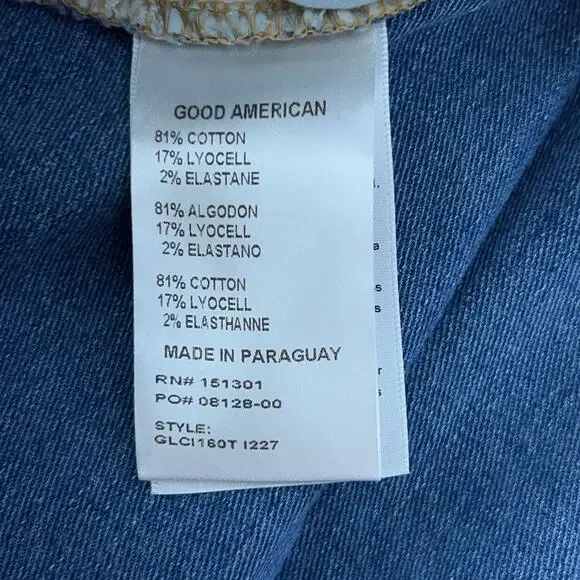 GOOD AMERICAN
81% COTTON
17% LYOCELL
2% ELASTANE
81% ALGODON
17% LYOCELL
2% ELASTANO
81% COTTON
17% LYOCELL
2% ELASTHANNE
MADE IN PARAGUAY
RN# 151301
PO# 08128-00
STYLE:
GLCI160T I227